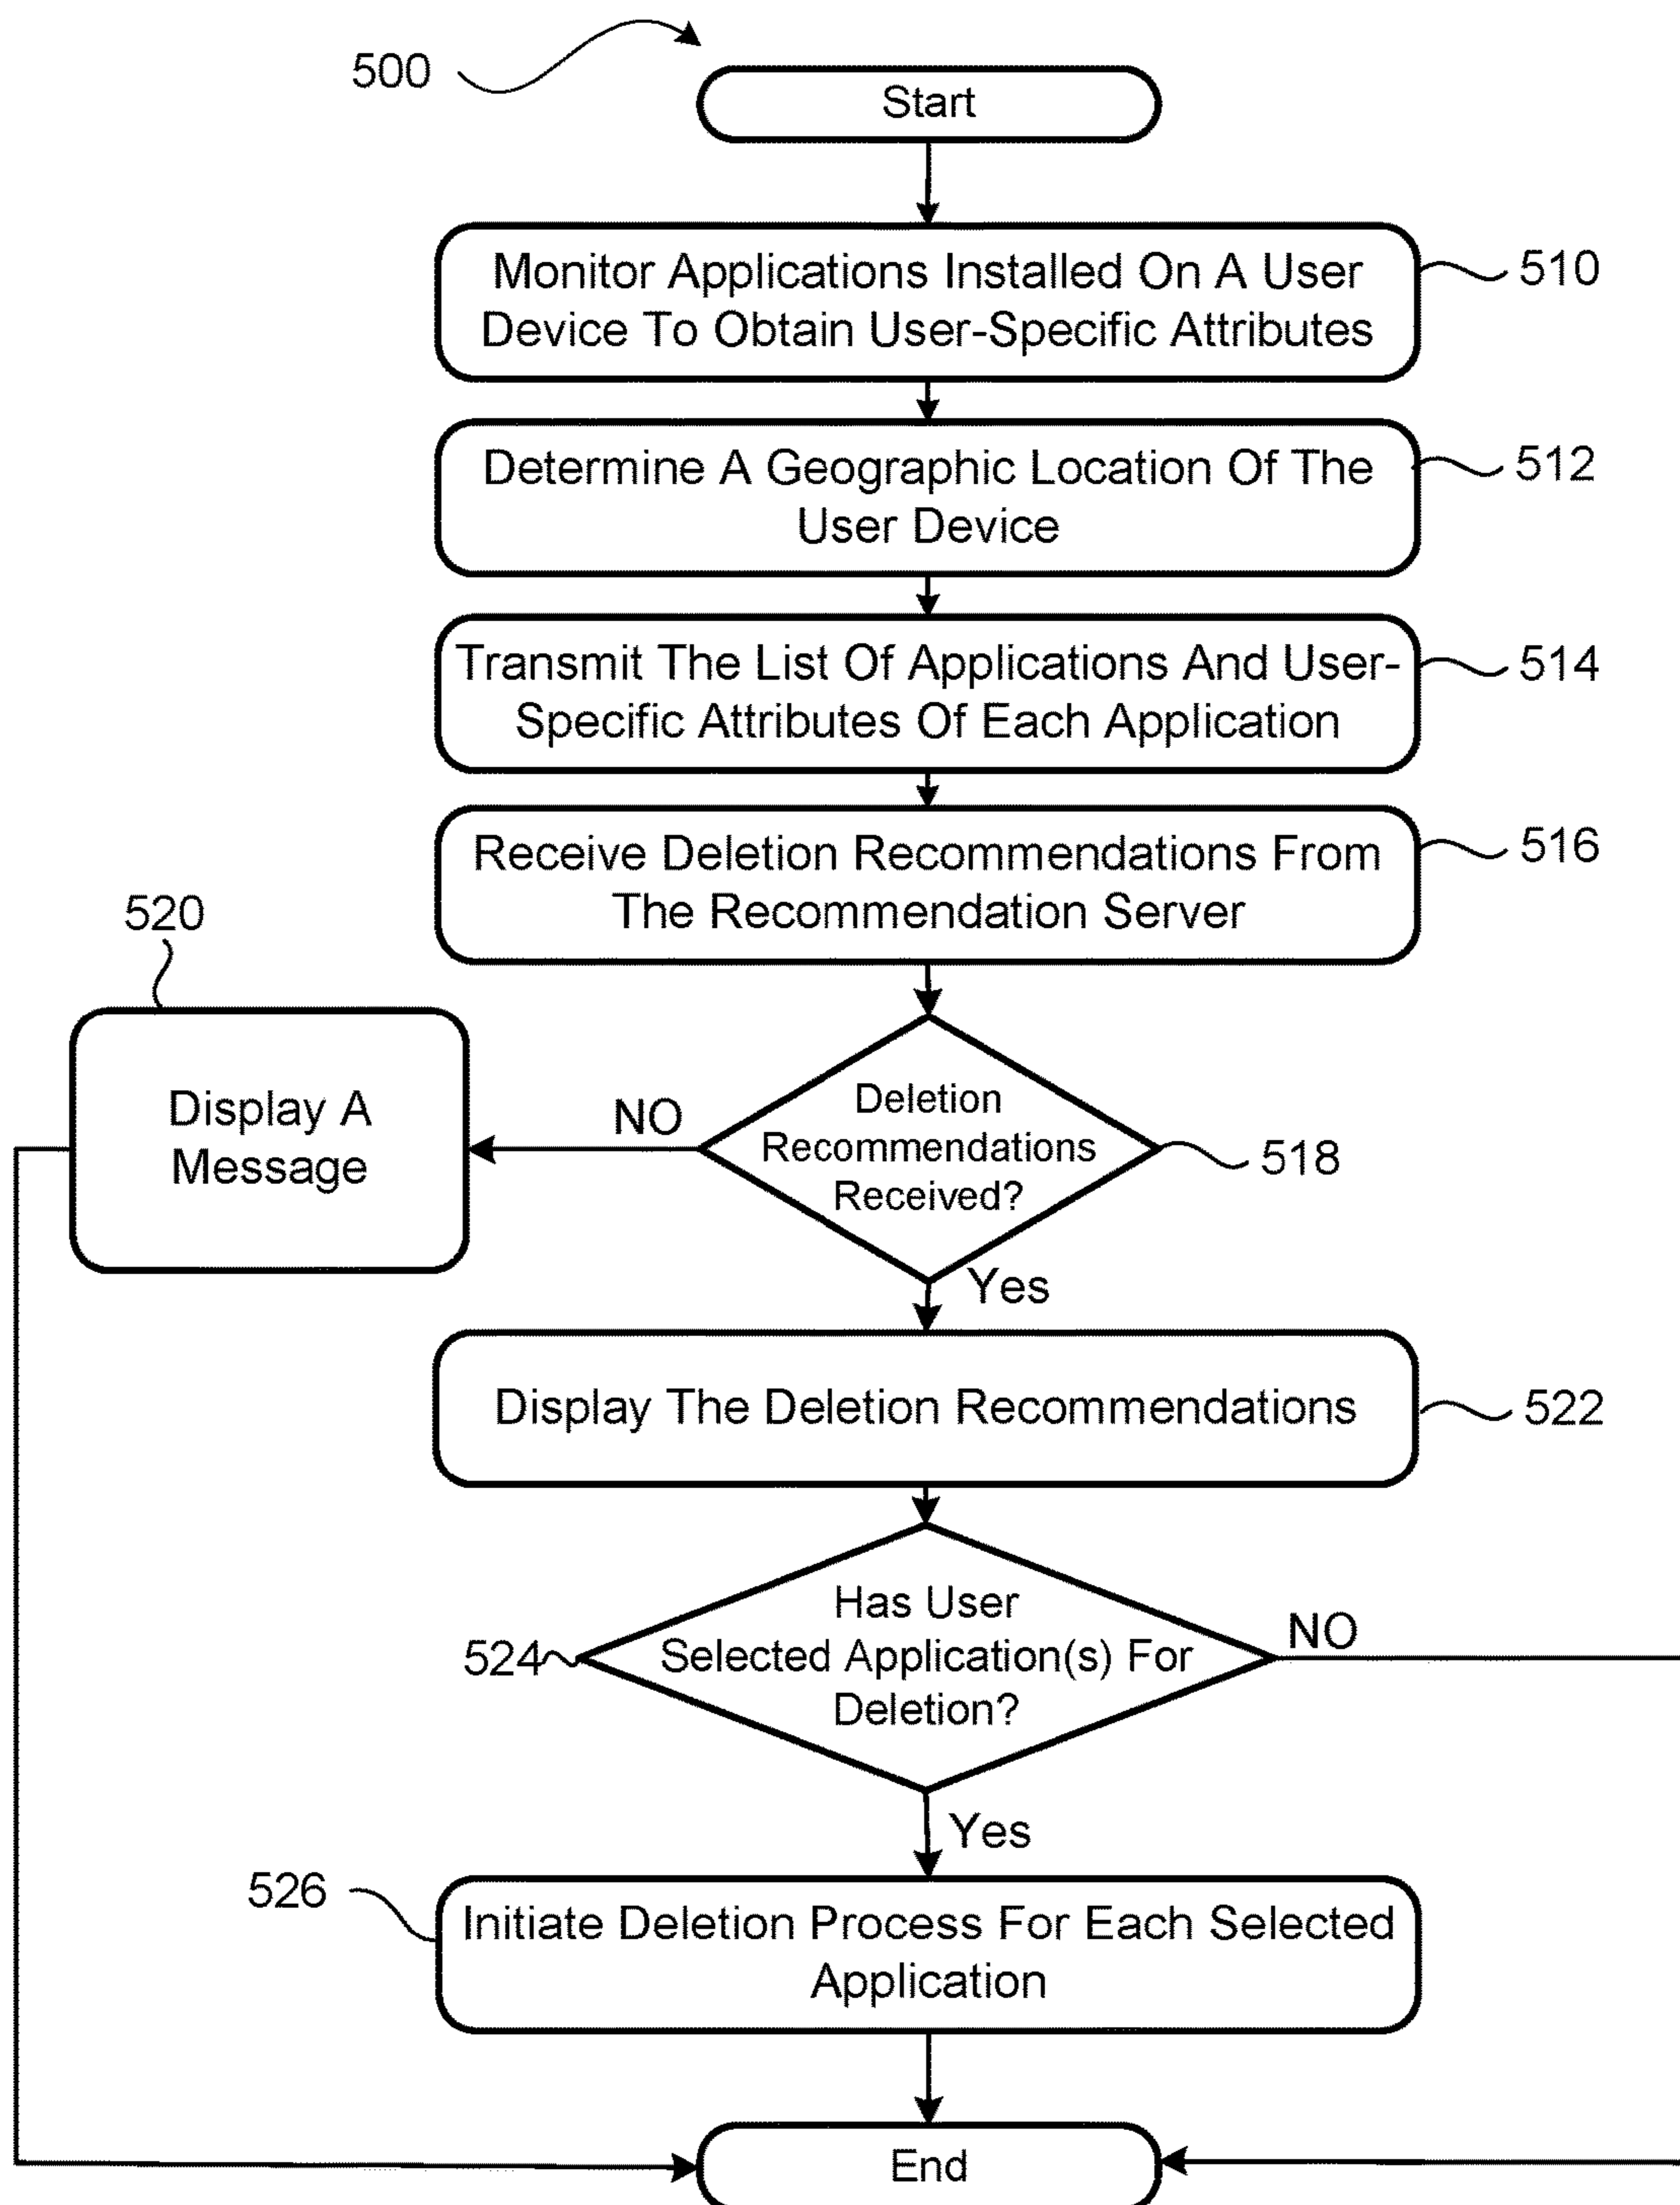 500
Start
Monitor Applications Installed On A User
Device To Obtain User-Specific Attributes
510
Determine A Geographic Location Of The
User Device
512
Transmit The List Of Applications And User-
Specific Attributes Of Each Application
514
Receive Deletion Recommendations From
The Recommendation Server
516
520
Display A
Message
NO
Deletion
Recommendations
Received?
518
Yes
Display The Deletion Recommendations
522
Has User
Selected Application(s) For
Deletion?
524
NO
Yes
526
Initiate Deletion Process For Each Selected
Application
End